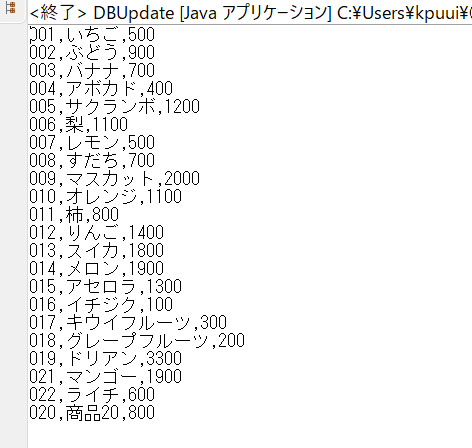 <終了> DBUpdate [Java アプリケーション] C:¥Users¥kpuui¥
001,いちご,500
002,ぶどう,900
003,バナナ,700
004,アボカド,400
005,サクランボ,1200
006,梨,1100
007,レモン,500
008,すだち,700
009,マスカット,2000
010,オレンジ,1100
011,柿,800
012,りんご,1400
013,スイカ,1800
014,メロン,1900
015,アセロラ,1300
016,イチジク,100
017,キウイフルーツ,300
018,グレープフルーツ,200
019,ドリアン,3300
021,マンゴー,1900
022,ライチ,600
020,商品20,800